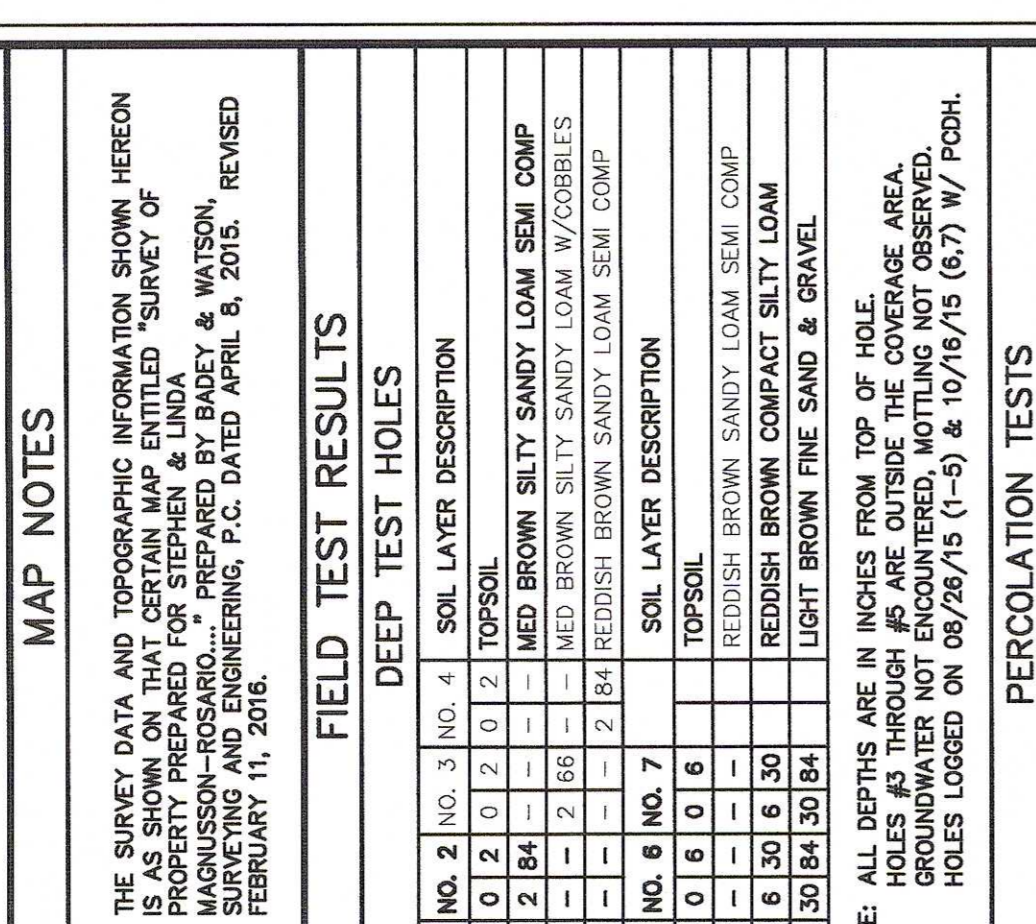 MAP NOTES
THE SURVEY DATA AND TOPOGRAPHIC INFORMATION SHOWN HEREON
IS AS SHOWN ON THAT CERTAIN MAP ENTITLED "SURVEY OF
PROPERTY PREPARED FOR STEPHEN & LINDA
MAGNUSSON-ROSARIO...." PREPARED BY BADEY & WATSON,
SURVEYING AND ENGINEERING, P.C. DATED APRIL 8, 2015. REVISED
FEBRUARY 11, 2016.
FIELD TEST RESULTS
DEEP TEST HOLES
NO. 2 NO. 3 NO. 4 SOIL LAYER DESCRIPTION
0 2 0 2 0 2 TOPSOIL
2 84 - - - - MED BROWN SILTY SANDY LOAM SEMI COMP
- - 2 66 - - MED BROWN SILTY SANDY LOAM W/COBBLES
- - - - 2 84 REDDISH BROWN SANDY LOAM SEMI COMP
NO. 6 NO. 7 SOIL LAYER DESCRIPTION
0 6 0 6 TOPSOIL
- - - - REDDISH BROWN SANDY LOAM SEMI COMP
6 30 6 30 REDDISH BROWN COMPACT SILTY LOAM
30 84 30 84 LIGHT BROWN FINE SAND & GRAVEL
E: ALL DEPTHS ARE IN INCHES FROM TOP OF HOLE.
HOLES #3 THROUGH #5 ARE OUTSIDE THE COVERAGE AREA.
GROUNDWATER NOT ENCOUNTERED, MOTTLING NOT OBSERVED.
HOLES LOGGED ON 08/26/15 (1-5) & 10/16/15 (6,7) W/ PCDH.
PERCOLATION TESTS